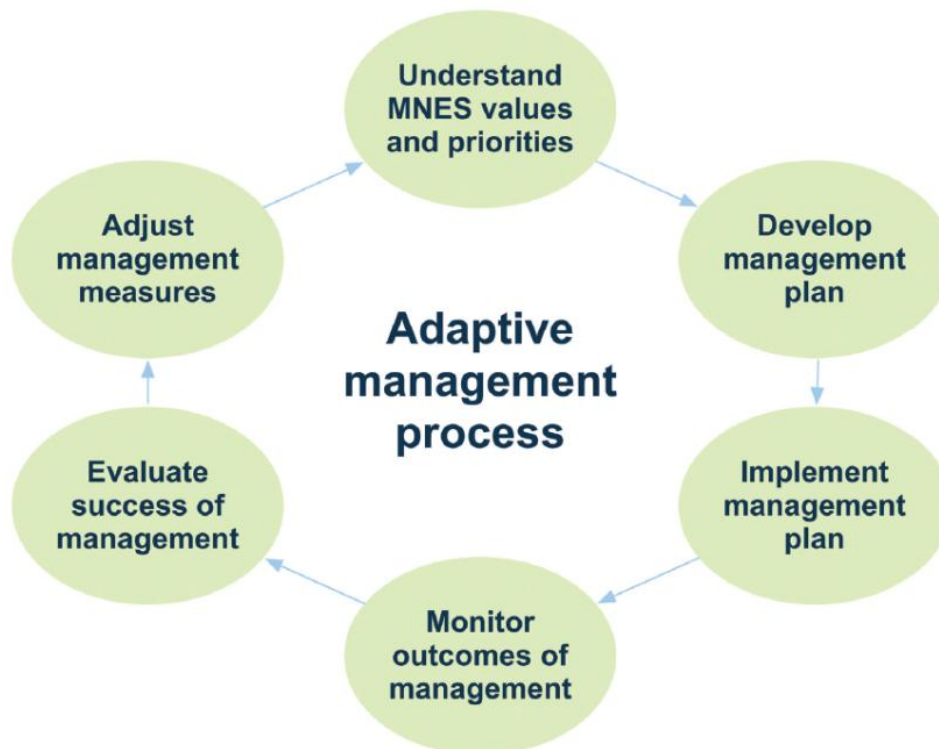 Understand
MNES values
and priorities
Develop
management
plan
Implement
management
plan
Monitor
outcomes of
management
Evaluate
success of
management
Adjust
management
measures
Adaptive
management
process